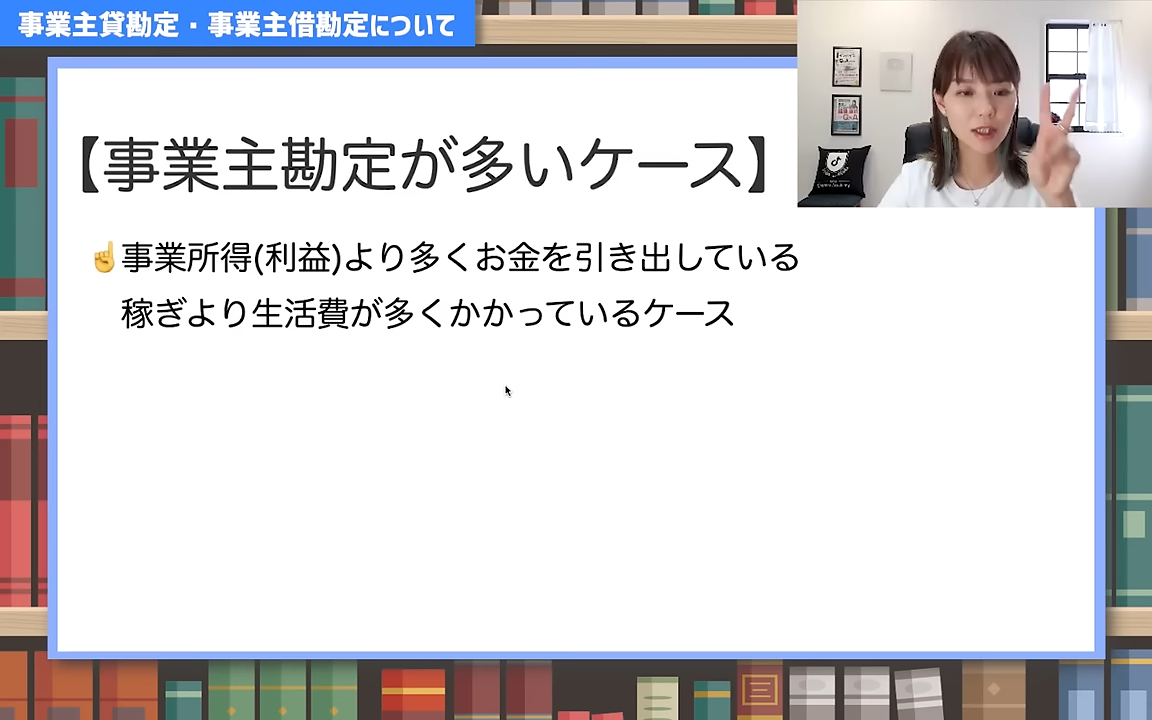 事業主貸勘定・事業主借勘定について
【事業主勘定が多いケース】
☝事業所得(利益)より多くお金を引き出している
稼ぎより生活費が多くかかっているケース